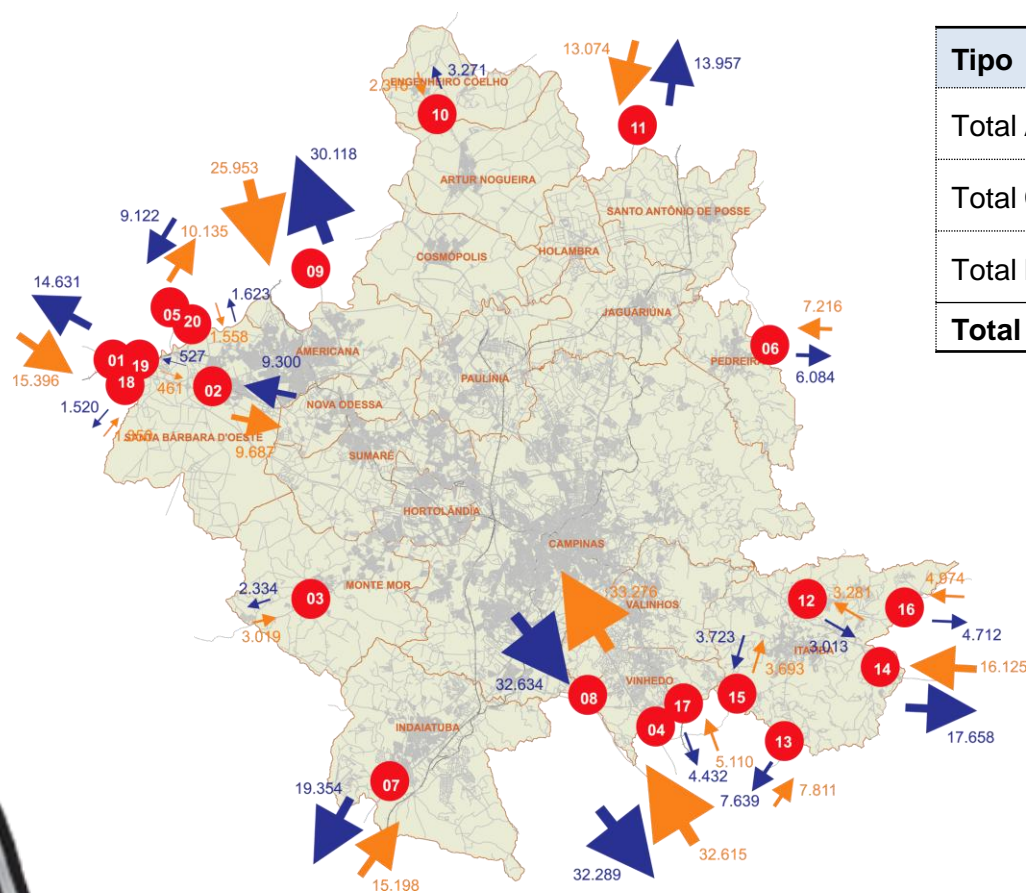 13.074
13.957
3.271
2.310
ENGENHEIRO COELHO
10
11
30.118
25.953
ARTUR NOGUEIRA
9.122
10.135
SANTO ANTÔNIO DE POSSE
HOLAMBRA
COSMÓPOLIS
09
14.631
1.623
05
20
1.558
JAGUARIÚNA
7.216
06
PEDREIRA
6.084
AMERICANA
01
19
527
18
461
02
9.300
PAULÍNIA
15.396
1.520
NOVA ODESSA
SANTA BÁRBARA D'OESTE
9.687
SUMARÉ
HORTOLÂNDIA
CAMPINAS
MONTE MOR
2.334
03
3.019
33.276
VALINHOS
12
3.281
4.974
16
4.712
3.013
ITATIBA
3.723
3.693
14
16.125
32.634
08
VINHEDO
17
15
04
17.658
INDAIATUBA
13
5.110
4.432
7.639
7.811
19.354
07
15.198
32.289
32.615
Tipo
Total
Total
Total
Total